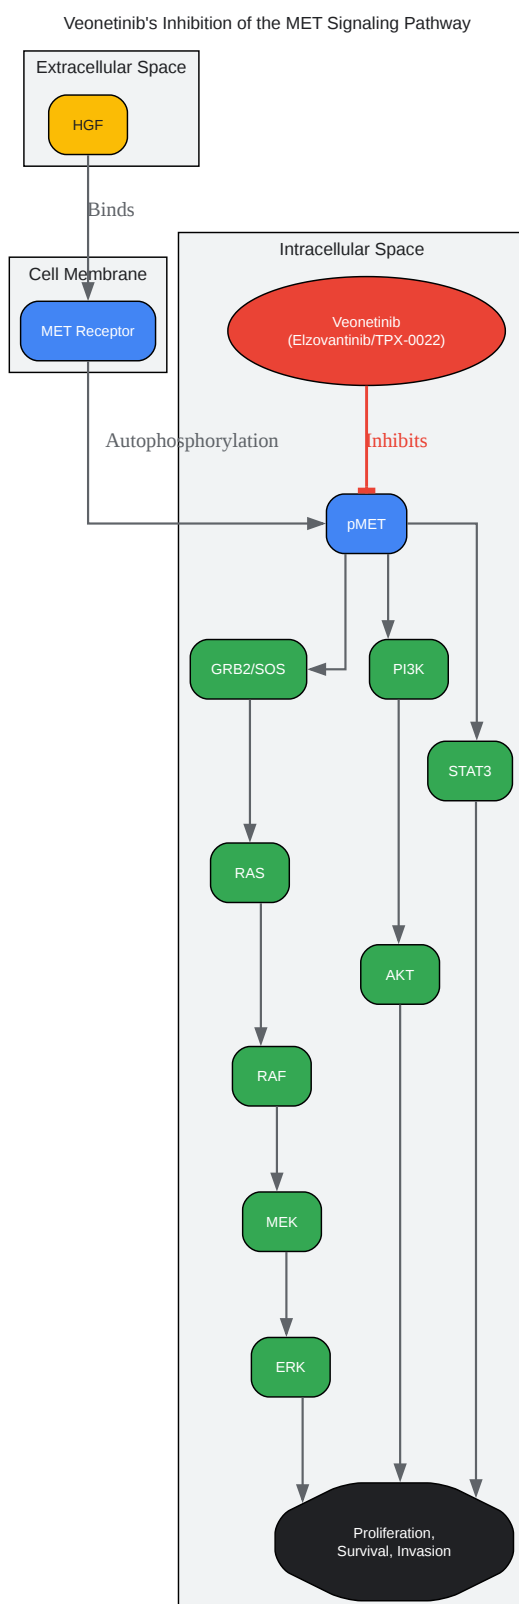 Veonetinib's Inhibition of the MET Signaling Pathway
Extracellular Space
HGF
Binds
Intracellular Space
Cell Membrane
MET Receptor
Veonetinib
(Elzovantinib/TPX-0022)
Autophosphorylation
Inhibits
pMET
GRB2/SOS
PI3K
STAT3
RAS
AKT
RAF
MEK
ERK
Proliferation,
Survival, Invasion